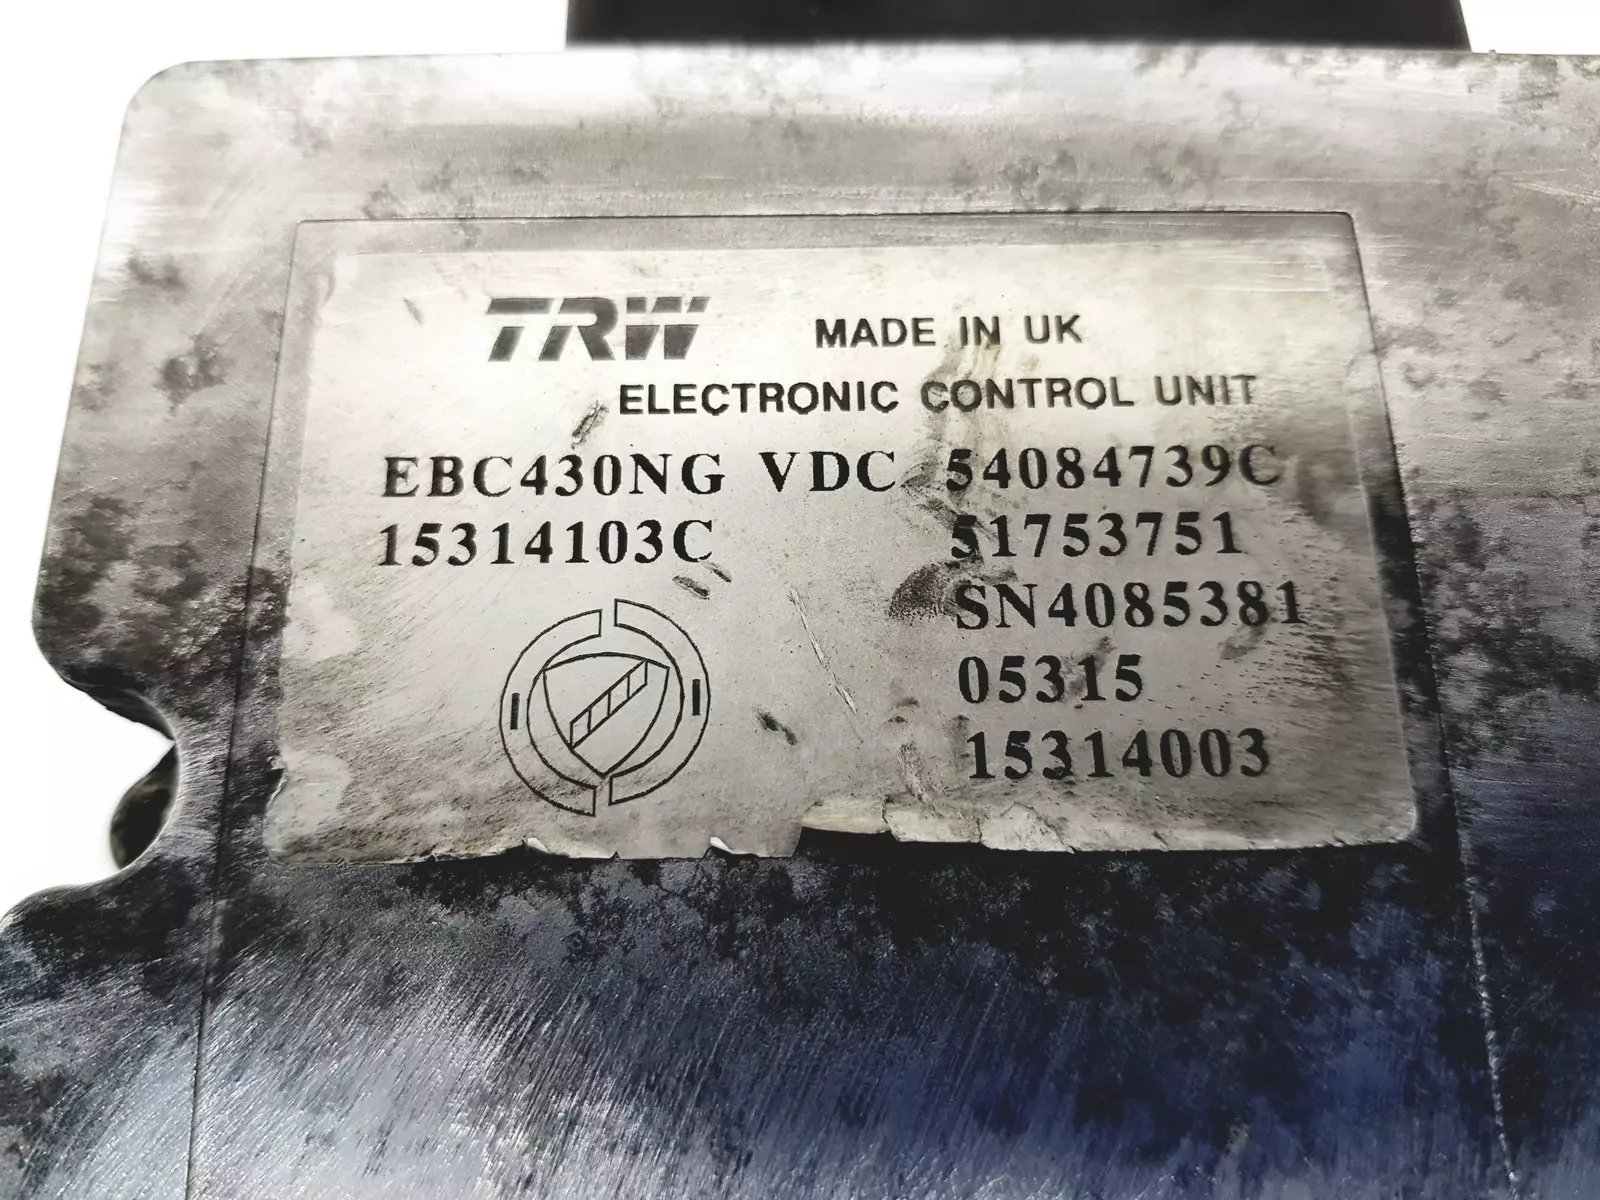 TRW MADE IN UK
ELECTRONIC CONTROL UNIT
EBC430NG VDC 54084739C
15314103C 51753751
SN4085381
05315
15314003